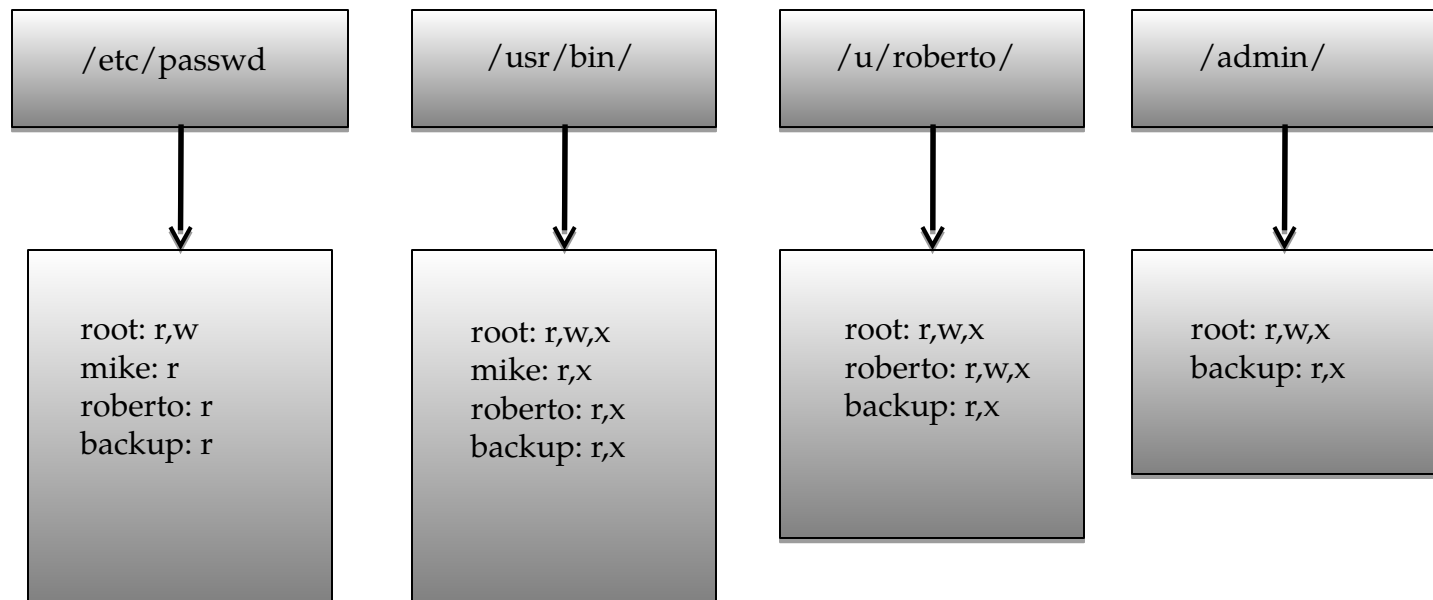 /etc/passwd
/usr/bin/
/u/roberto/
/admin/
root: r,w
mike: r
roberto: r
backup: r
root: r,w,x
mike: r,x
roberto: r,x
backup: r,x
root: r,w,x
roberto: r,w,x
backup: r,x
root: r,w,x
backup: r,x